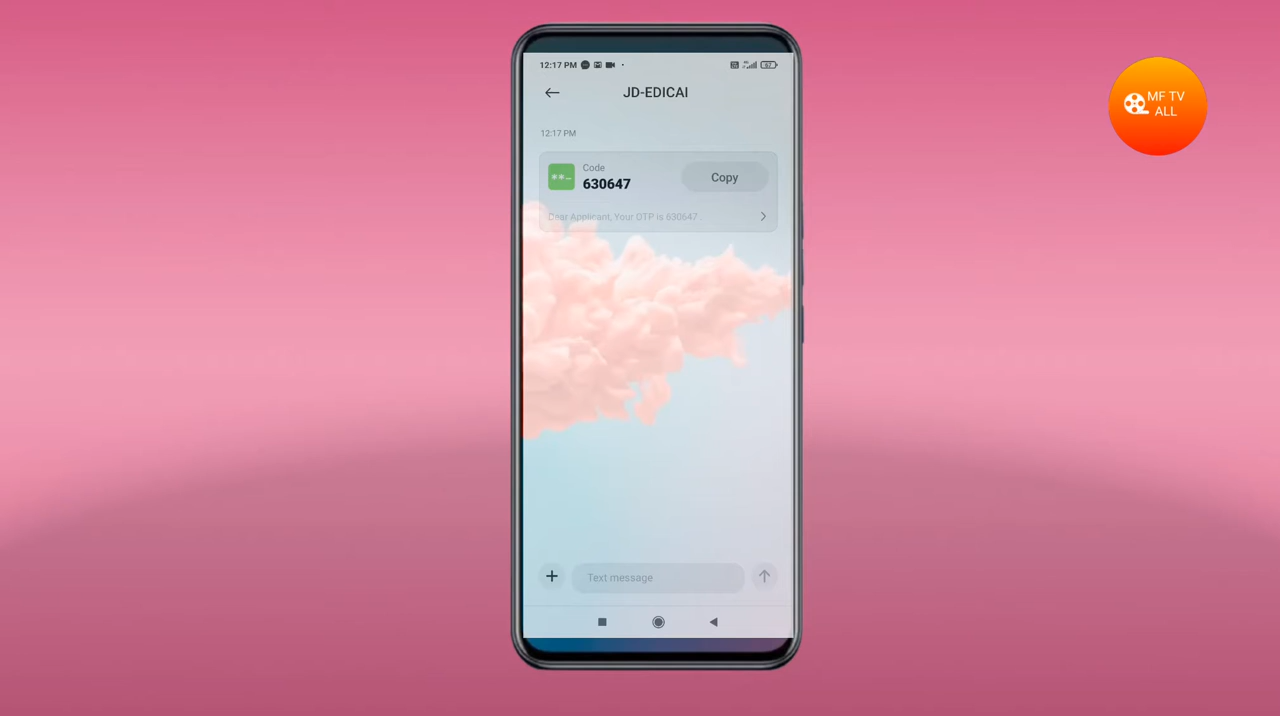 MF TV
ALL
12:17 PM
67
JD-EDICAI
12:17 PM
Code
630647
Copy
Dear Applicant, Your OTP is 630647
Text message